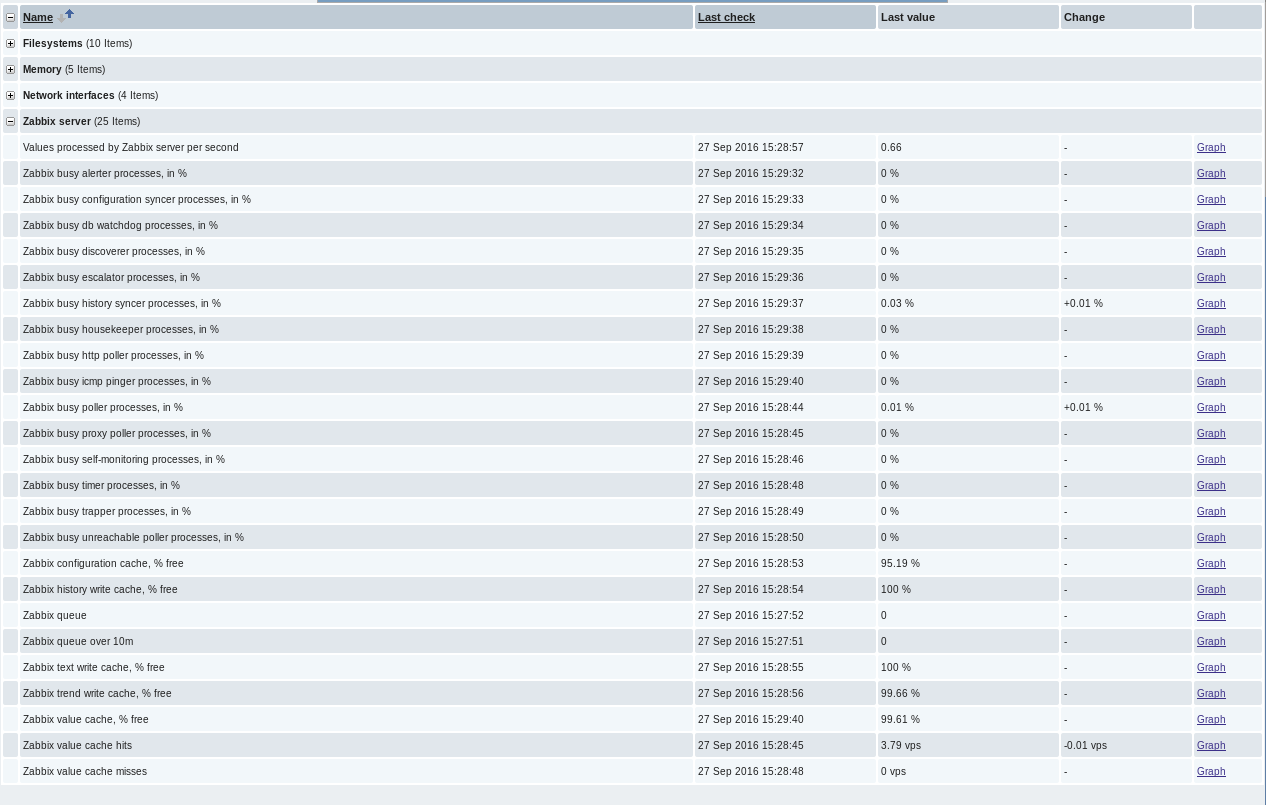 Name Last check Last value Change
Filesystems (10 Items)
Memory (5 Items)
Network interfaces (4 Items)
Zabbix server (25 Items)
Values processed by Zabbix server per second 27 Sep 2016 15:28:57 0.66 - Graph
Zabbix busy alerter processes, in % 27 Sep 2016 15:29:32 0 % - Graph
Zabbix busy configuration syncer processes, in % 27 Sep 2016 15:29:33 0 % - Graph
Zabbix busy db watchdog processes, in % 27 Sep 2016 15:29:34 0 % - Graph
Zabbix busy discoverer processes, in % 27 Sep 2016 15:29:35 0 % - Graph
Zabbix busy escalator processes, in % 27 Sep 2016 15:29:36 0 % - Graph
Zabbix busy history syncer processes, in % 27 Sep 2016 15:29:37 0.03 % +0.01 % Graph
Zabbix busy housekeeper processes, in % 27 Sep 2016 15:29:38 0 % - Graph
Zabbix busy http poller processes, in % 27 Sep 2016 15:29:39 0 % - Graph
Zabbix busy icmp pinger processes, in % 27 Sep 2016 15:29:40 0 % - Graph
Zabbix busy poller processes, in % 27 Sep 2016 15:28:44 0.01 % +0.01 % Graph
Zabbix busy proxy poller processes, in % 27 Sep 2016 15:28:45 0 % - Graph
Zabbix busy self-monitoring processes, in % 27 Sep 2016 15:28:46 0 % - Graph
Zabbix busy timer processes, in % 27 Sep 2016 15:28:48 0 % - Graph
Zabbix busy trapper processes, in % 27 Sep 2016 15:28:49 0 % - Graph
Zabbix busy unreachable poller processes, in % 27 Sep 2016 15:28:50 0 % - Graph
Zabbix configuration cache, % free 27 Sep 2016 15:28:53 95.19 % - Graph
Zabbix history write cache, % free 27 Sep 2016 15:28:54 100 % - Graph
Zabbix queue 27 Sep 2016 15:27:52 0 - Graph
Zabbix queue over 10m 27 Sep 2016 15:27:51 0 - Graph
Zabbix text write cache, % free 27 Sep 2016 15:28:55 100 % - Graph
Zabbix trend write cache, % free 27 Sep 2016 15:28:56 99.66 % - Graph
Zabbix value cache, % free 27 Sep 2016 15:29:40 99.61 % - Graph
Zabbix value cache hits 27 Sep 2016 15:28:45 3.79 vps -0.01 vps Graph
Zabbix value cache misses 27 Sep 2016 15:28:48 0 vps - Graph